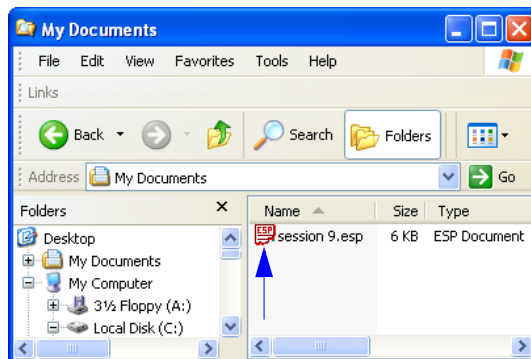 My Documents
File Edit View Favorites Tools Help
Links
Back Search Folders
Address My Documents Go
Folders
Name Size Type
Desktop
My Documents
My Computer
3½ Floppy (A:)
Local Disk (C:)
ESP session 9.esp 6 KB ESP Document